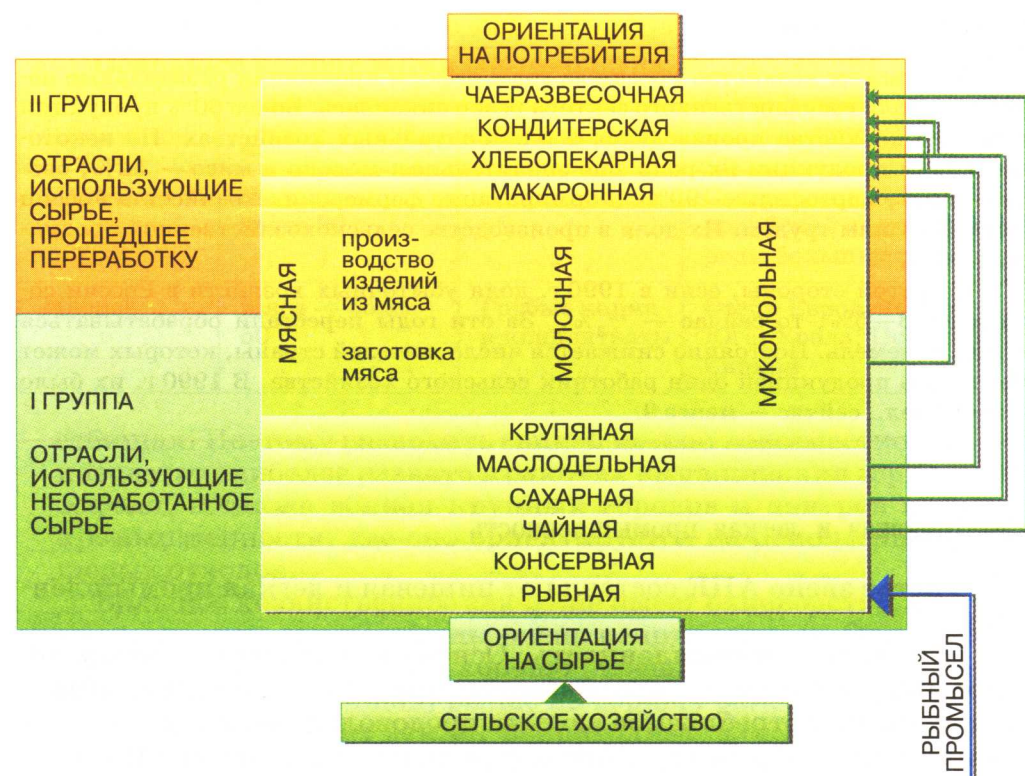 ОРИЕНТАЦИЯ
НА ПОТРЕБИТЕЛЯ
II ГРУППА
ОТРАСЛИ,
ИСПОЛЬЗУЮЩИЕ
СЫРЬЕ,
ПРОШЕДШЕЕ
ПЕРЕРАБОТКУ
ЧАЕРАЗВЕСОЧНАЯ
КОНДИТЕРСКАЯ
ХЛЕБОПЕКАРНАЯ
МАКАРОННАЯ
МЯСНАЯ
произ-
водство
изделий
из мяса
заготовка
мяса
МОЛОЧНАЯ
МУКОМОЛЬНАЯ
I ГРУППА
ОТРАСЛИ,
ИСПОЛЬЗУЮЩИЕ
НЕОБРАБОТАННОЕ
СЫРЬЕ
КРУПЯНАЯ
МАСЛОДЕЛЬНАЯ
САХАРНАЯ
ЧАЙНАЯ
КОНСЕРВНАЯ
РЫБНАЯ
ОРИЕНТАЦИЯ
НА СЫРЬЕ
СЕЛЬСКОЕ ХОЗЯЙСТВО
РЫБНЫЙ
ПРОМЫСЕЛ